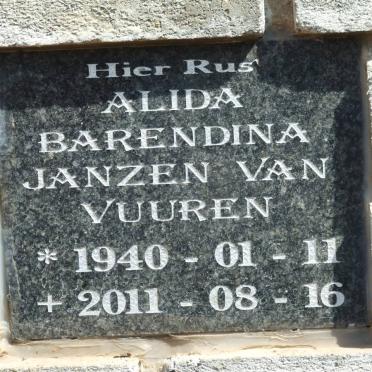 Hier Rus
ALIDA
BARENDINA
JANZEN VAN
VUUREN
* 1940 - 01 - 11
+ 2011 - 08 - 16